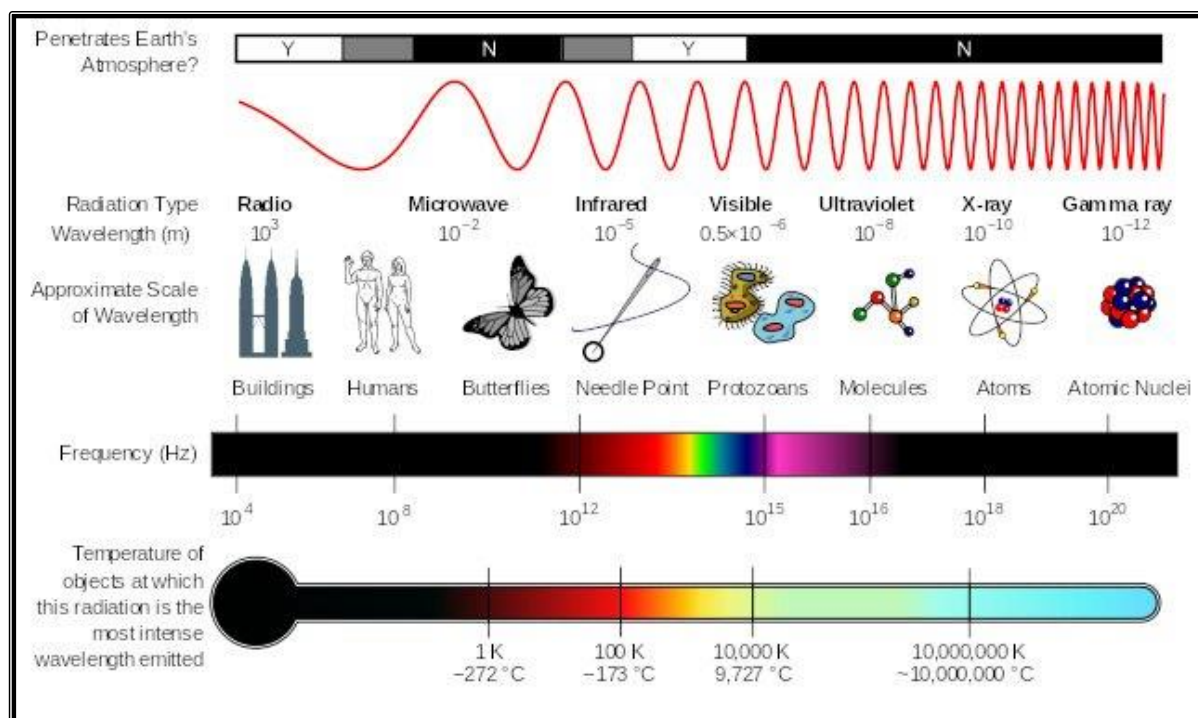 Penetrates Earth's
Atmosphere?
Y N Y N
Radiation Type Radio Microwave Infrared Visible Ultraviolet X-ray Gamma ray
Wavelength (m) 10³ 10⁻² 10⁻⁵ 0.5×10⁻⁶ 10⁻⁸ 10⁻¹⁰ 10⁻¹²
Approximate Scale
of Wavelength
Buildings Humans Butterflies Needle Point Protozoans Molecules Atoms Atomic Nuclei
Frequency (Hz)
10⁴ 10⁸ 10¹² 10¹⁵ 10¹⁶ 10¹⁸ 10²⁰
Temperature of
objects at which
this radiation is the
most intense
wavelength emitted
1 K 100 K 10,000 K 10,000,000 K
−272 °C −173 °C 9,727 °C ~10,000,000 °C